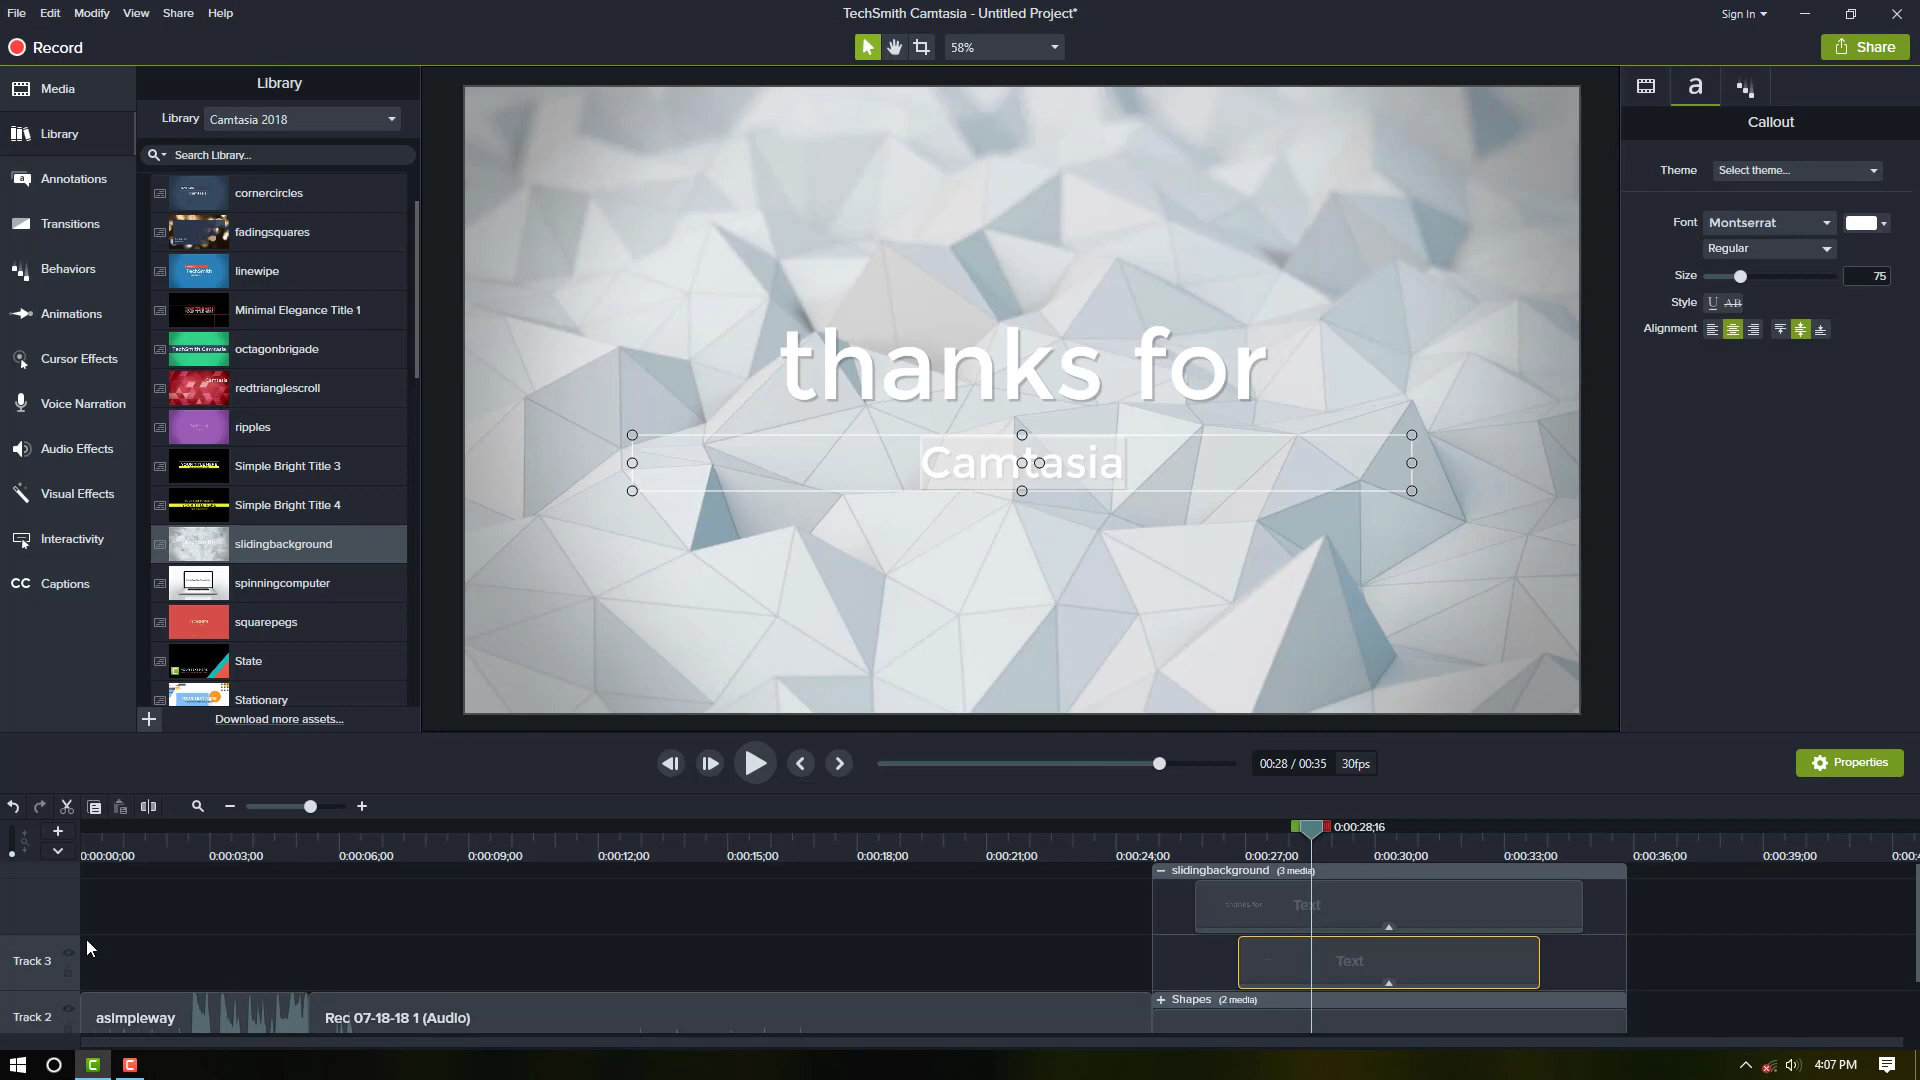 File Edit Modify View Share Help
TechSmith Camtasia - Untitled Project*
Sign In
Record
58%
Share
Media
Library
Annotations
Transitions
Behaviors
Animations
Cursor Effects
Voice Narration
Audio Effects
Visual Effects
Interactivity
CC Captions
Library
Library Camtasia 2018
Search Library...
cornercircles
fadingsquares
linewipe
Minimal Elegance Title 1
octagonbrigade
redtrianglescroll
ripples
Simple Bright Title 3
Simple Bright Title 4
slidingbackground
spinningcomputer
squarepegs
State
Stationary
Download more assets...
thanks for
Camtasia
a
Callout
Theme Select theme...
Font Montserrat
Regular
Size 75
Style U AB
Alignment
00:28 / 00:35 30fps
Properties
0:00:28;16
0:00:00;00 0:00:03;00 0:00:06;00 0:00:09;00 0:00:12;00 0:00:15;00 0:00:18;00 0:00:21;00 0:00:24;00 0:00:27;00 0:00:30;00 0:00:33;00 0:00:36;00 0:00:39;00
slidingbackground (3 media)
thanks for Text
Track 3
Text
Shapes (2 media)
Track 2
asimpleway
Rec 07-18-18 1 (Audio)
4:07 PM